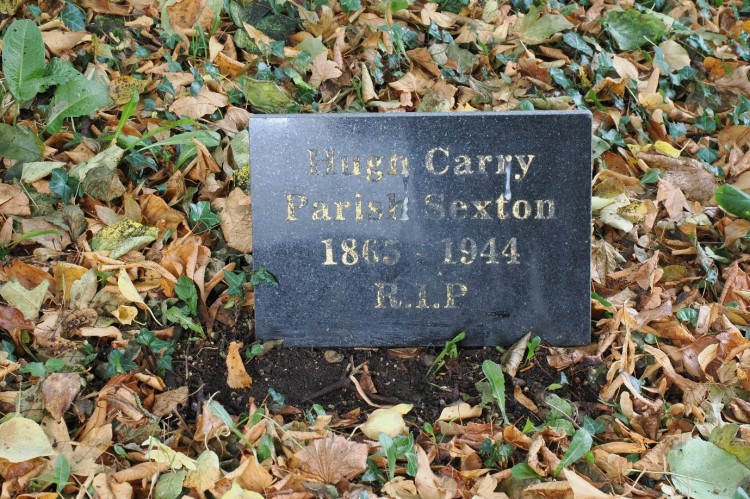 Hugh Carry
Parish Sexton
1865 - 1944
R.I.P